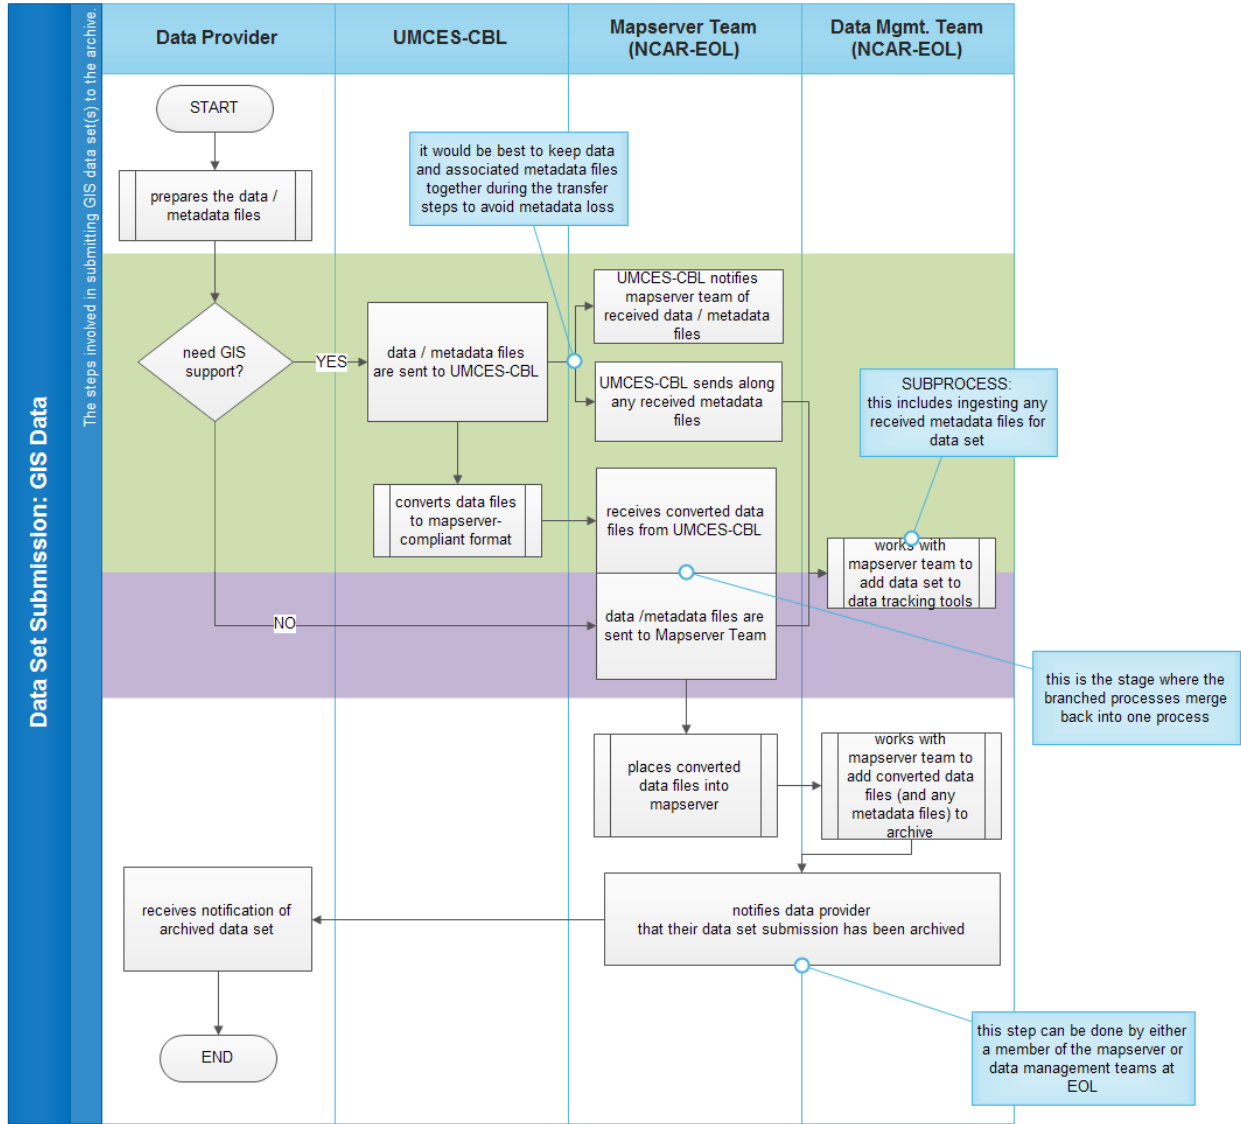 Data Set Submission: GIS Data
The steps involved in submitting GIS data set(s) to the archive.
Data Provider
UMCES-CBL
Mapserver Team
(NCAR-EOL)
Data Mgmt. Team
(NCAR-EOL)
START
prepares the data /
metadata files
it would be best to keep data
and associated metadata files
together during the transfer
steps to avoid metadata loss
need GIS
support?
YES
data / metadata files
are sent to UMCES-CBL
UMCES-CBL notifies
mapserver team of
received data / metadata
files
UMCES-CBL sends along
any received metadata
files
SUBPROCESS:
this includes ingesting any
received metadata files for
data set
converts data files
to mapserver-
compliant format
receives converted data
files from UMCES-CBL
works with
mapserver team to
add data set to
data tracking tools
NO
data /metadata files are
sent to Mapserver Team
this is the stage where the
branched processes merge
back into one process
places converted
data files into
mapserver
works with
mapserver team to
add converted data
files (and any
metadata files) to
archive
receives notification of
archived data set
notifies data provider
that their data set submission has been archived
this step can be done by either
a member of the mapserver or
data management teams at
EOL
END